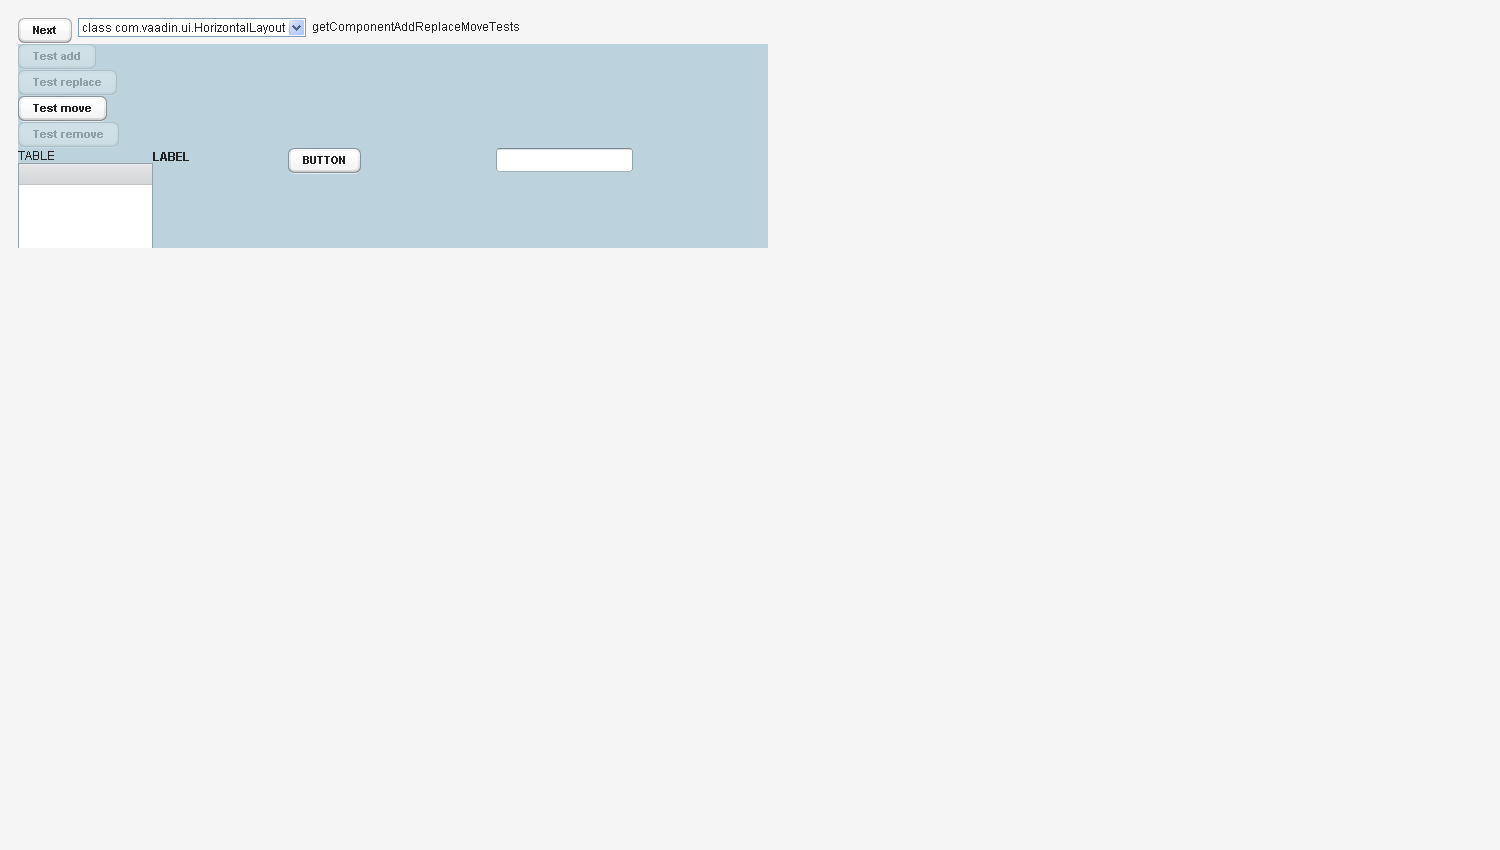 Next class com.vaadin.ui.HorizontalLayout getComponentAddReplaceMoveTests
Test add
Test replace
Test move
Test remove
TABLE LABEL BUTTON